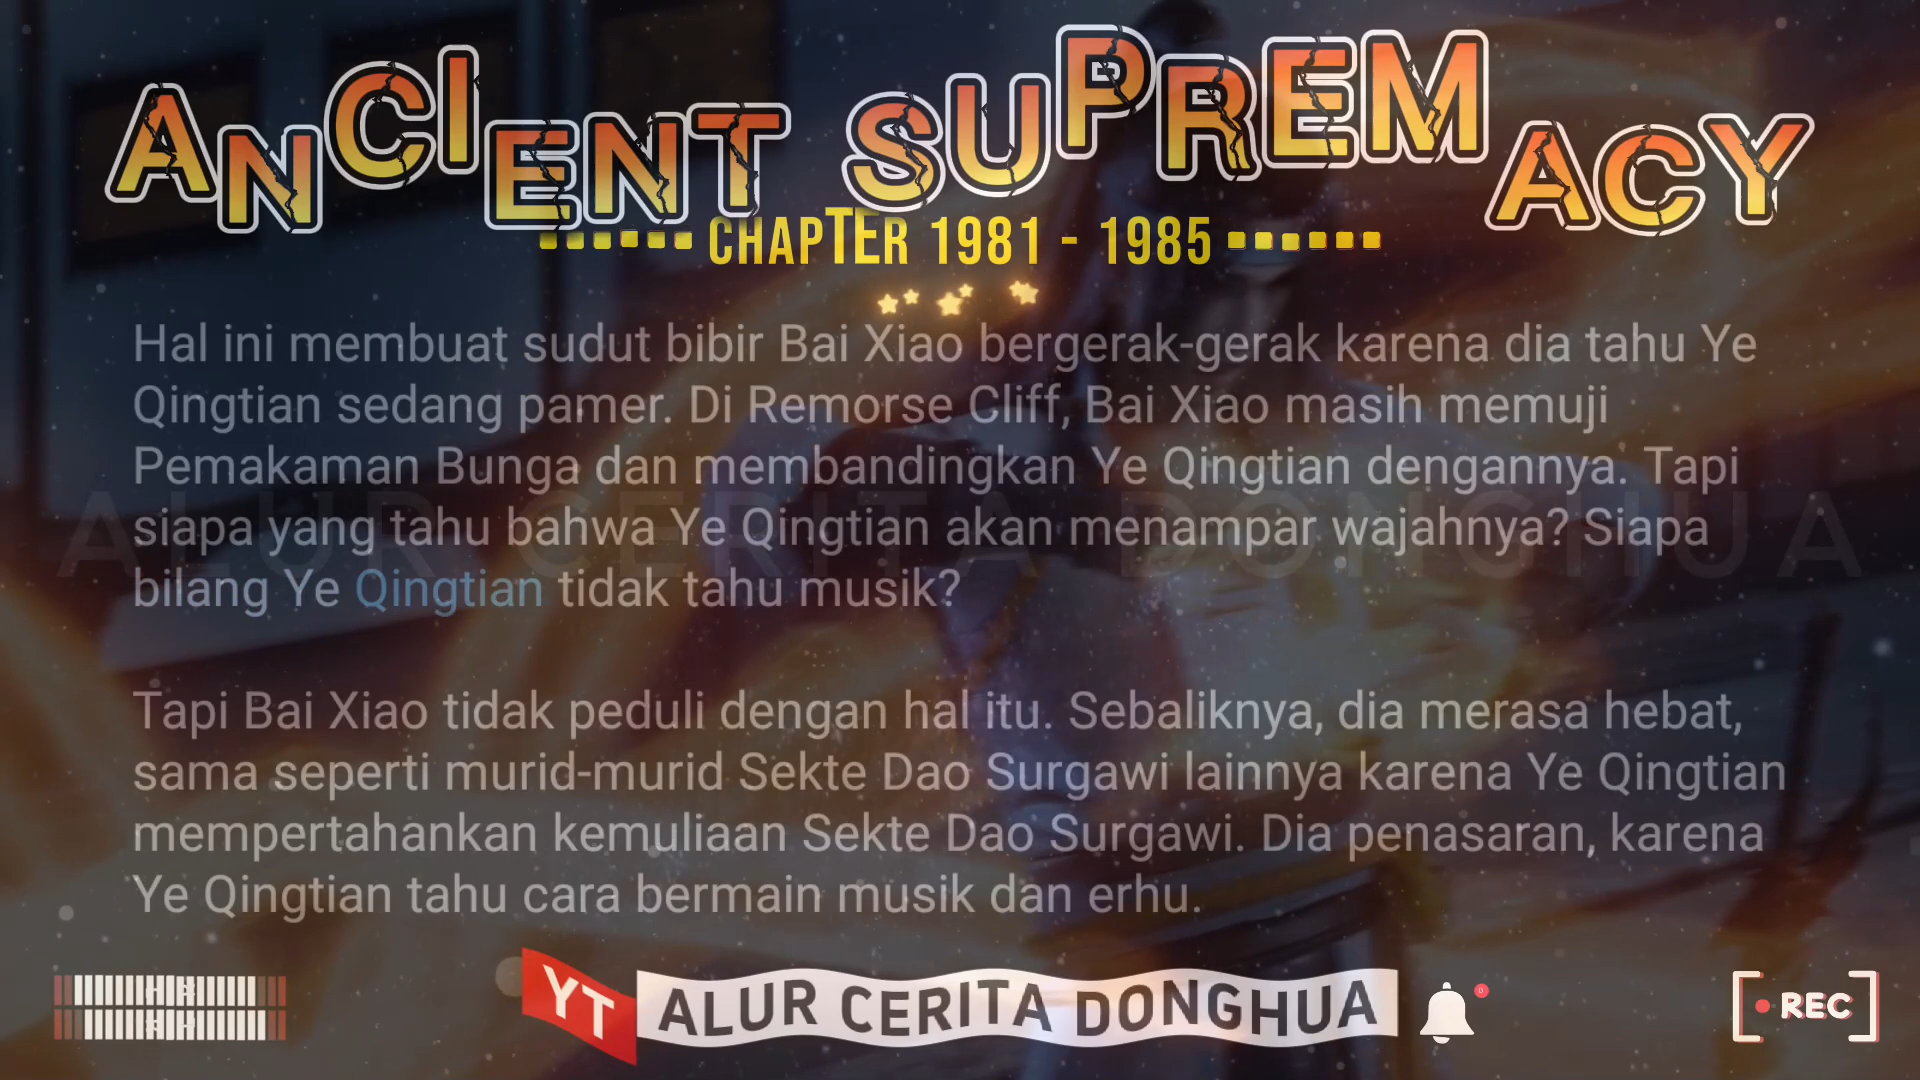 ANCIENT SUPREMACY
CHAPTER 1981 - 1985
Hal ini membuat sudut bibir Bai Xiao bergerak-gerak karena dia tahu Ye
Qingtian sedang pamer. Di Remorse Cliff, Bai Xiao masih memuji
Pemakaman Bunga dan membandingkan Ye Qingtian dengannya. Tapi
siapa yang tahu bahwa Ye Qingtian akan menampar wajahnya? Siapa
bilang Ye Qingtian tidak tahu musik?
ALUR CERITA DONGHUA
Tapi Bai Xiao tidak peduli dengan hal itu. Sebaliknya, dia merasa hebat,
sama seperti murid-murid Sekte Dao Surgawi lainnya karena Ye Qingtian
mempertahankan kemuliaan Sekte Dao Surgawi. Dia penasaran, karena
Ye Qingtian tahu cara bermain musik dan erhu.
YT ALUR CERITA DONGHUA
REC